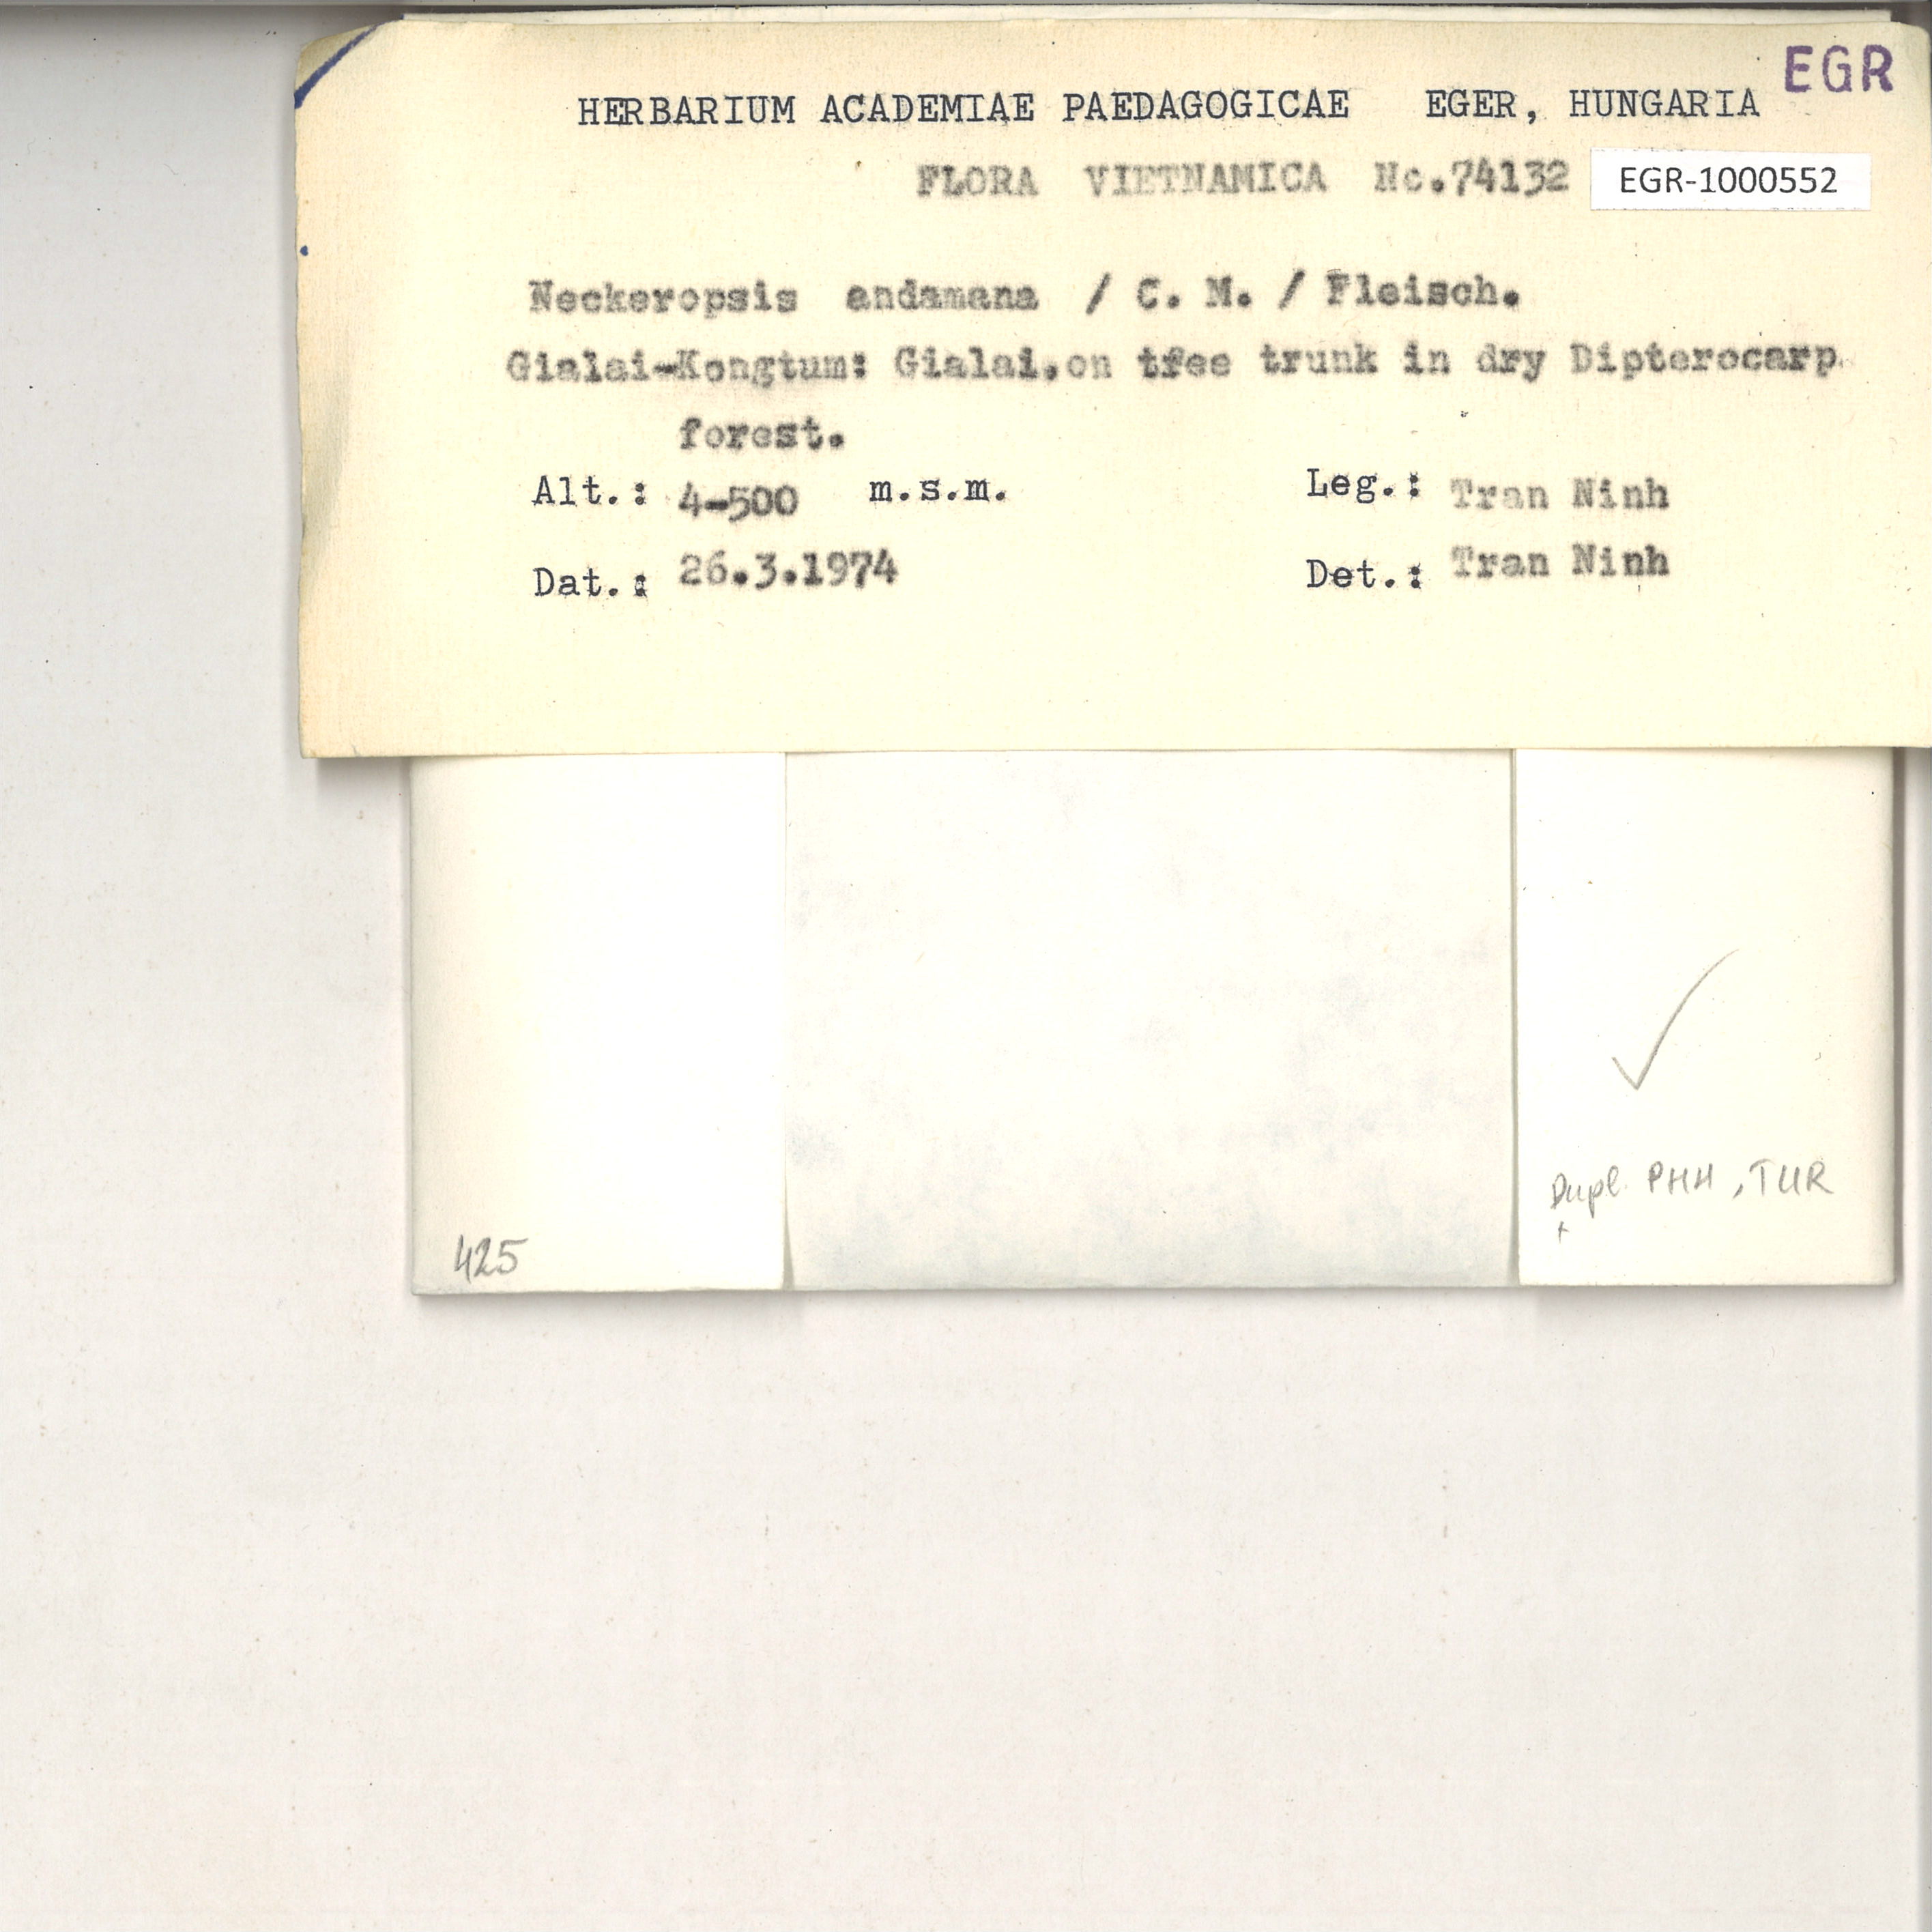 EGR
HERBARIUM ACADEMIAE PAEDAGOGICAE EGER, HUNGARIA
FLORA VIETNAMICA No.74132 EGR-1000552
Neckeropsis andamana / C. M. / Fleisch.
Gialai-Kongtum: Gialai,on tree trunk in dry Dipterocarp
forest.
Alt.: 4-500 m.s.m. Leg.: Tran Ninh
Dat.: 26.3.1974 Det.: Tran Ninh
Dupl. PHH, TUR
425